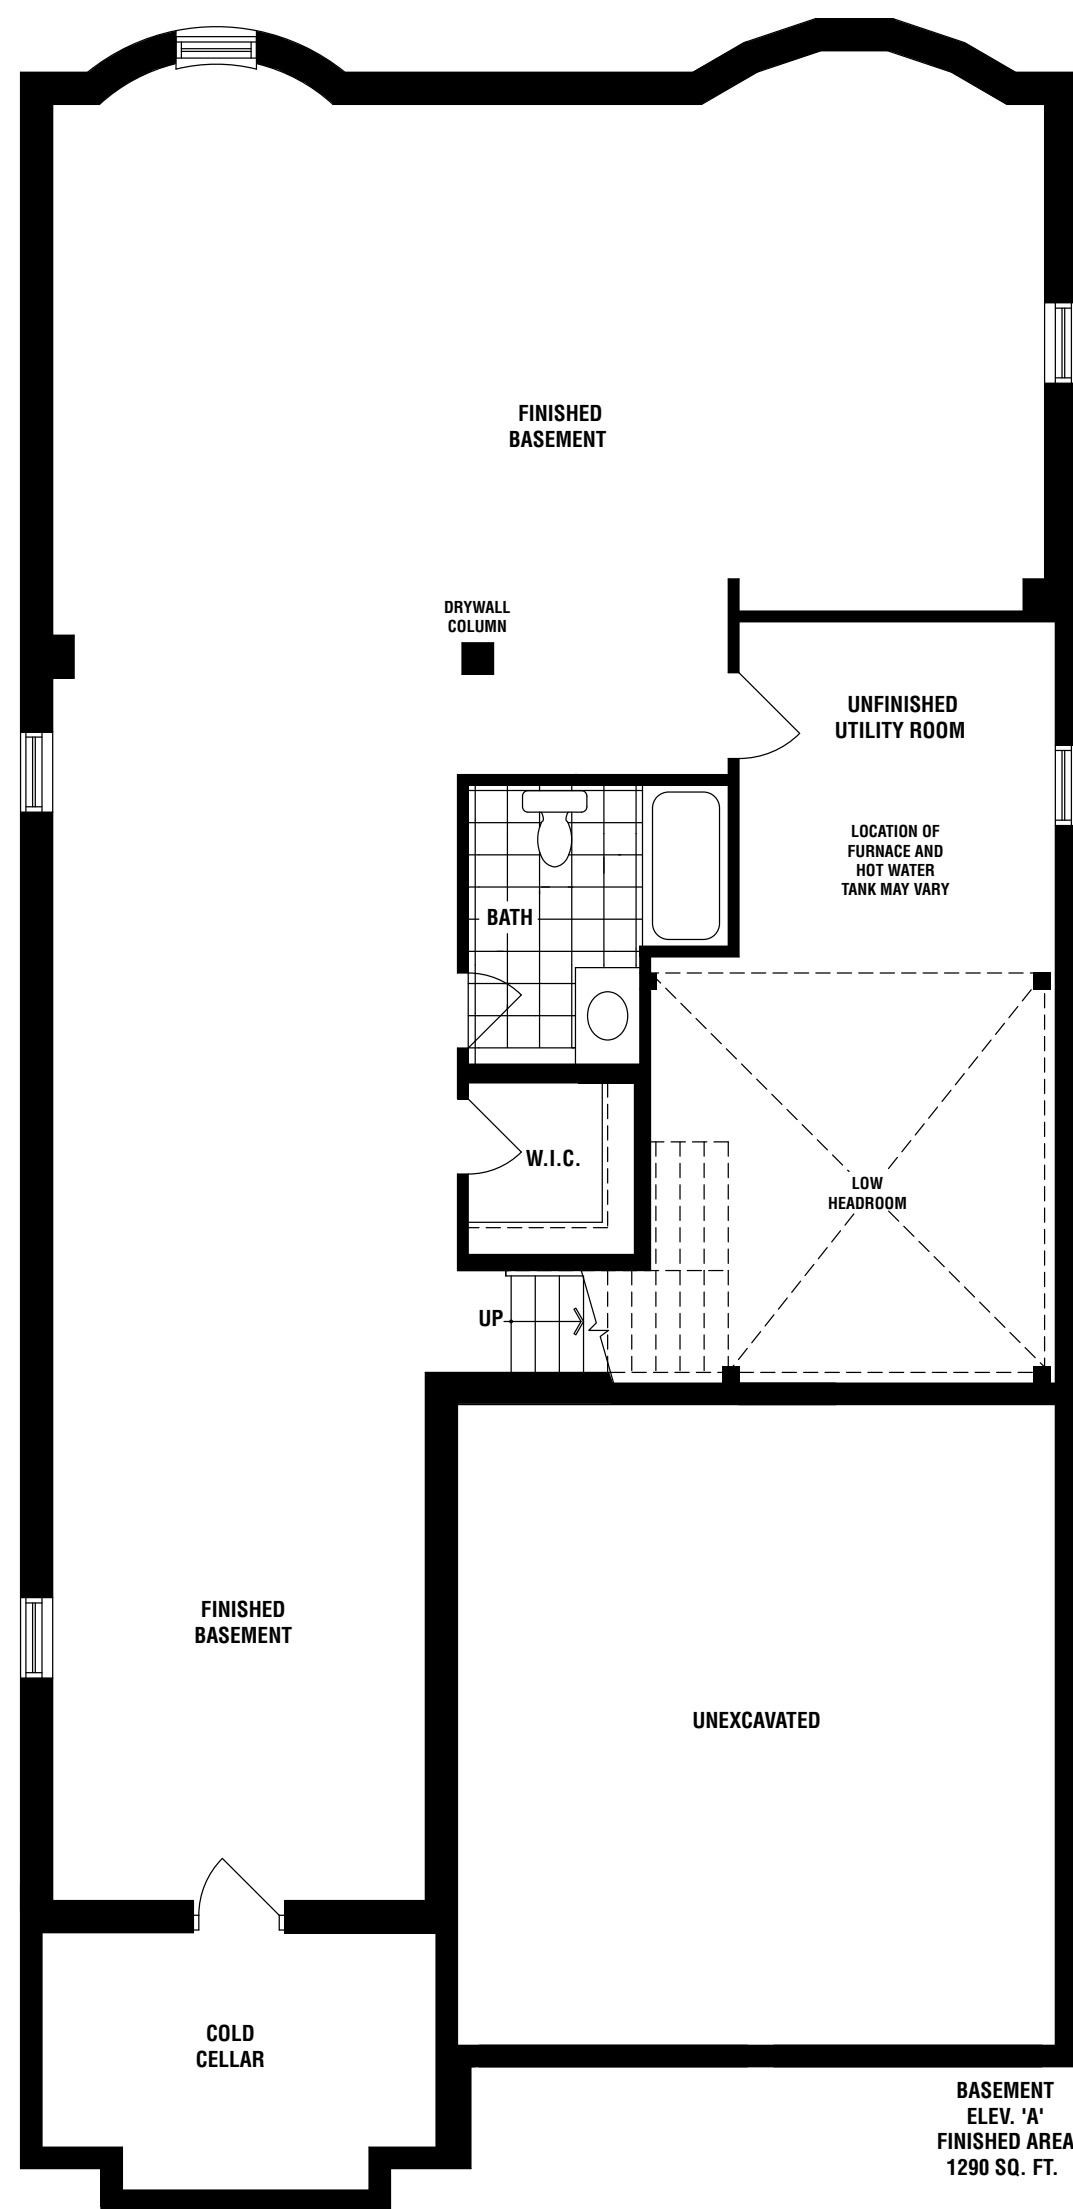 FINISHED
BASEMENT
DRYWALL
COLUMN
UNFINISHED
UTILITY ROOM
LOCATION OF
FURNACE AND
HOT WATER
TANK MAY VARY
BATH
W.I.C.
LOW
HEADROOM
UP
FINISHED
BASEMENT
UNEXCAVATED
COLD
CELLAR
BASEMENT
ELEV. 'A'
FINISHED AREA
1290 SQ. FT.